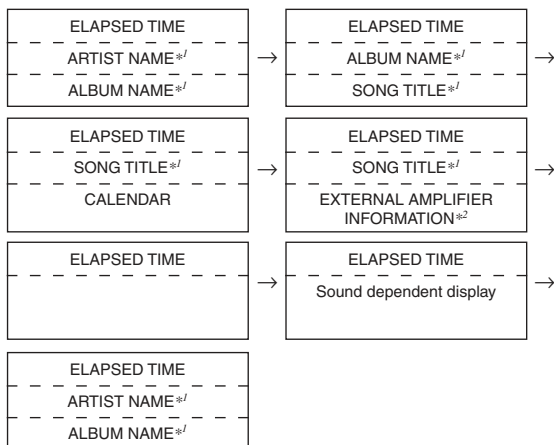 ELAPSED TIME
ARTIST NAME*1
ALBUM NAME*1
→
ELAPSED TIME
ALBUM NAME*1
SONG TITLE*1
→
ELAPSED TIME
SONG TITLE*1
CALENDAR
→
ELAPSED TIME
SONG TITLE*1
EXTERNAL AMPLIFIER
INFORMATION*2
→
ELAPSED TIME
→
ELAPSED TIME
Sound dependent display
→
ELAPSED TIME
ARTIST NAME*1
ALBUM NAME*1